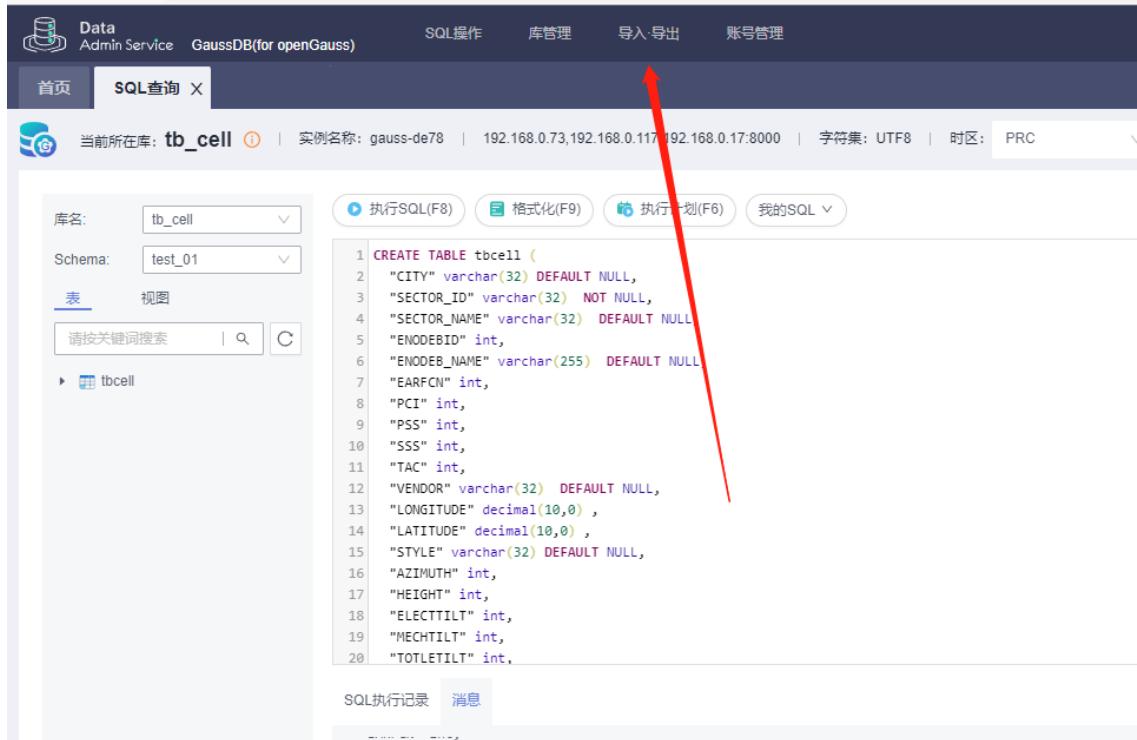 Data
Admin Service GaussDB(for openGauss) SQL操作 库管理 导入·导出 账号管理
首页 SQL查询 X
当前所在库: tb_cell 实例名称: gauss-de78 | 192.168.0.73,192.168.0.117,192.168.0.17:8000 | 字符集: UTF8 | 时区: PRC
库名: tb_cell
Schema: test_01
表 视图
请按关键词搜索
tbcell
执行SQL(F8) 格式化(F9) 执行计划(F6) 我的SQL
1 CREATE TABLE tbcell (
2 "CITY" varchar(32) DEFAULT NULL,
3 "SECTOR_ID" varchar(32) NOT NULL,
4 "SECTOR_NAME" varchar(32) DEFAULT NULL,
5 "ENODEBID" int,
6 "ENODEB_NAME" varchar(255) DEFAULT NULL,
7 "EARFCN" int,
8 "PCI" int,
9 "PSS" int,
10 "SSS" int,
11 "TAC" int,
12 "VENDOR" varchar(32) DEFAULT NULL,
13 "LONGITUDE" decimal(10,0) ,
14 "LATITUDE" decimal(10,0) ,
15 "STYLE" varchar(32) DEFAULT NULL,
16 "AZIMUTH" int,
17 "HEIGHT" int,
18 "ELECTTILT" int,
19 "MECHTILT" int,
20 "TOTLETILT" int,
SQL执行记录 消息